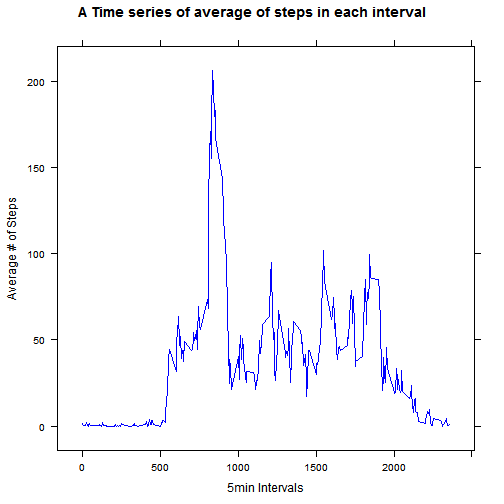 A Time series of average of steps in each interval
200
150
100
50
0
Average # of Steps
0 500 1000 1500 2000
5min Intervals